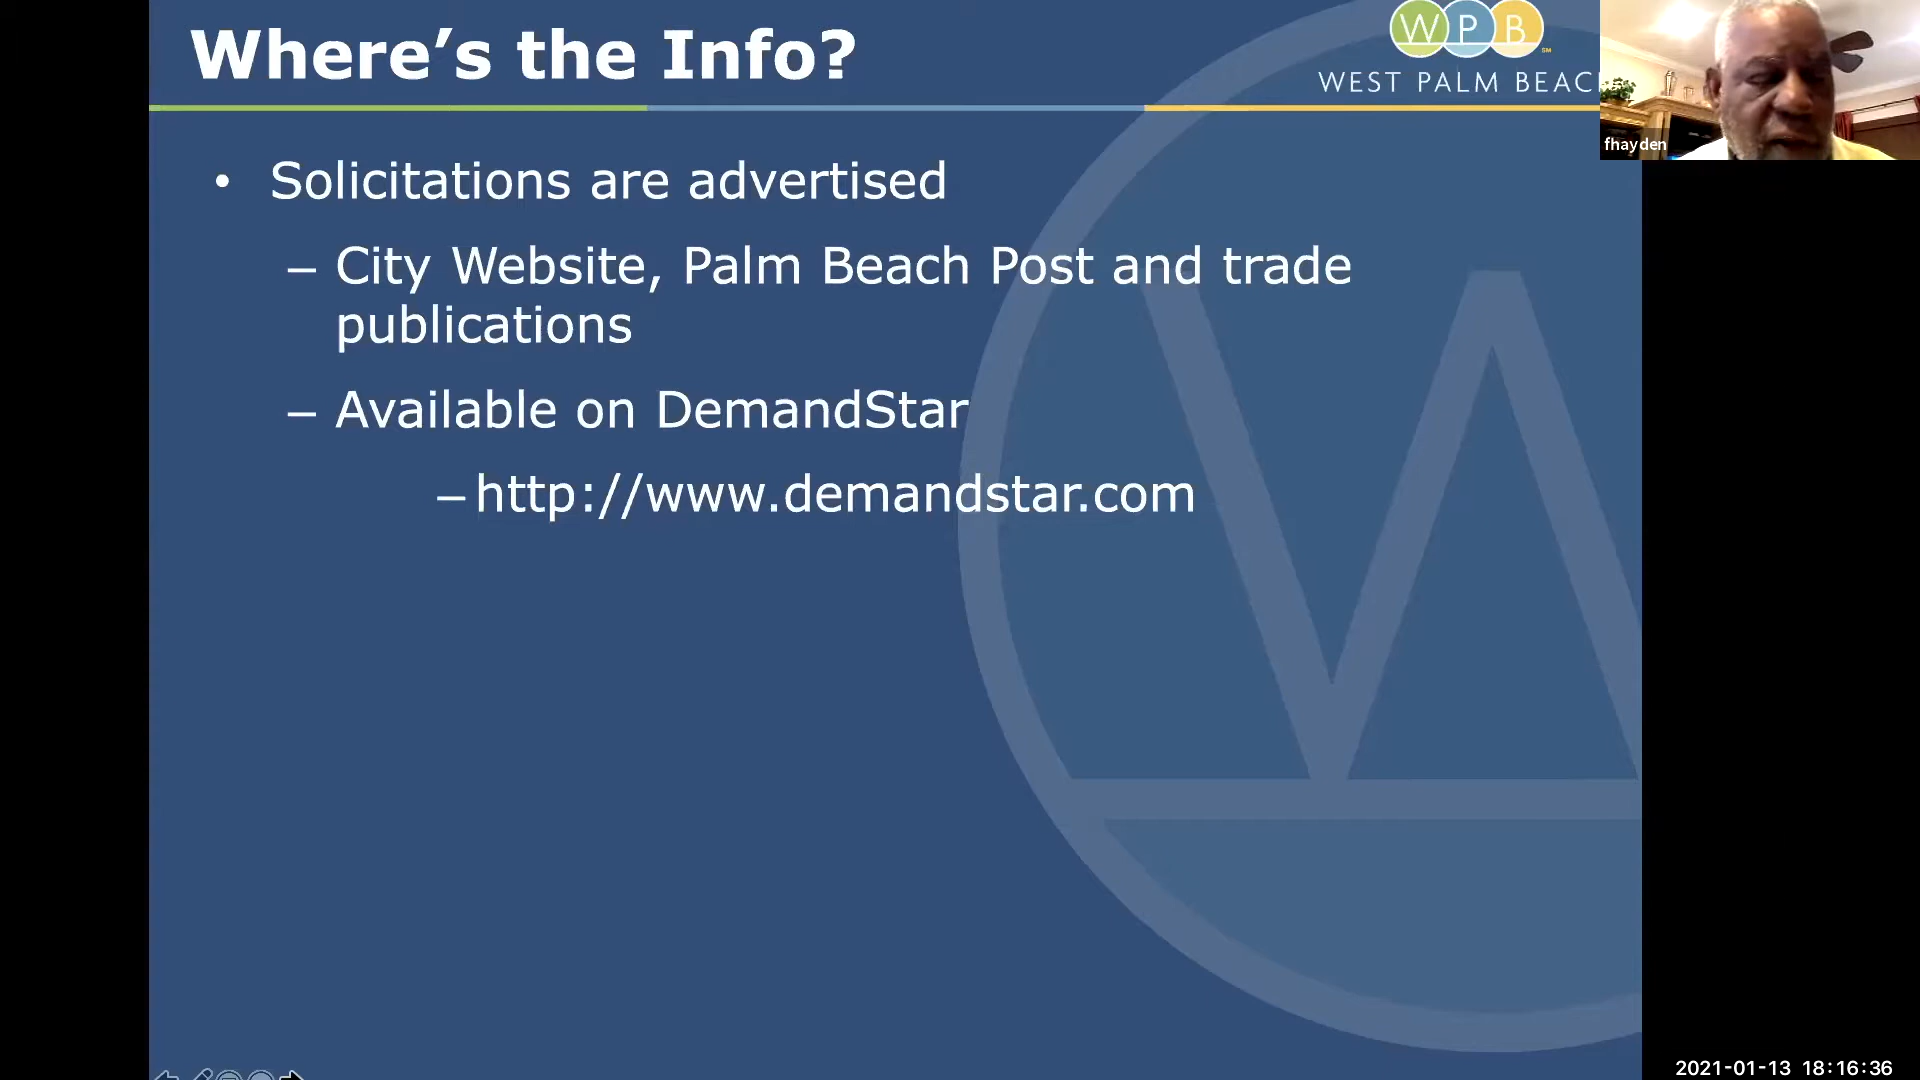 Where’s the Info?
W P B SM
WEST PALM BEAC
fhayden
• Solicitations are advertised
– City Website, Palm Beach Post and trade
publications
– Available on DemandStar
– http://www.demandstar.com
2021-01-13 18:16:36